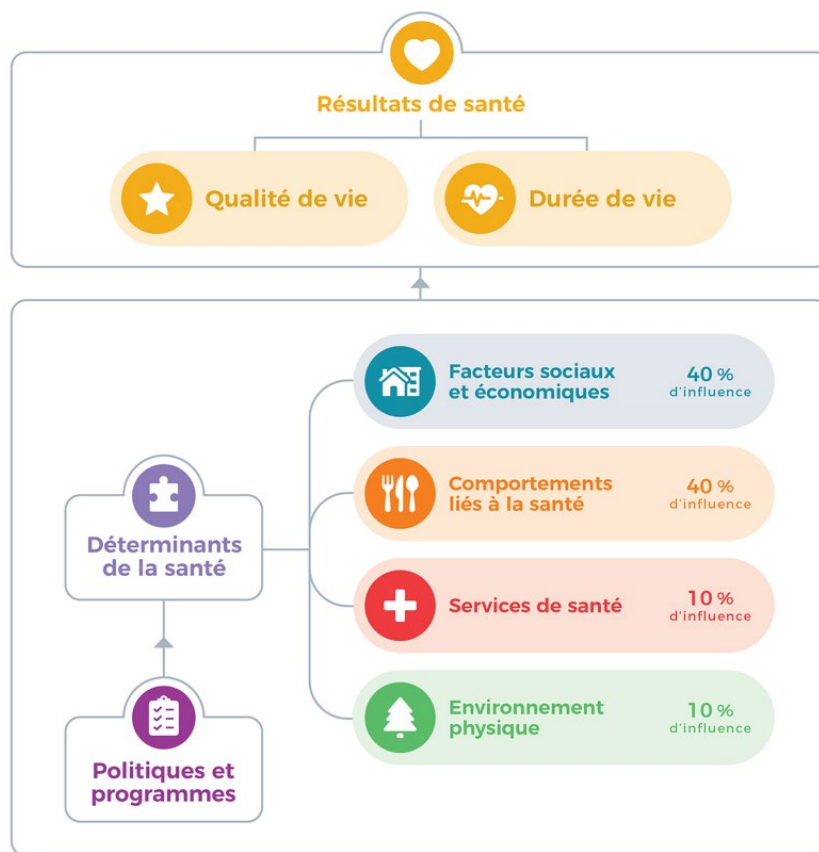 Résultats de santé
Qualité de vie
Durée de vie
Facteurs sociaux
et économiques
40 %
d'influence
Comportements
liés à la santé
40 %
d'influence
Déterminants
de la santé
Services de santé
10 %
d'influence
Environnement
physique
10 %
d'influence
Politiques et
programmes